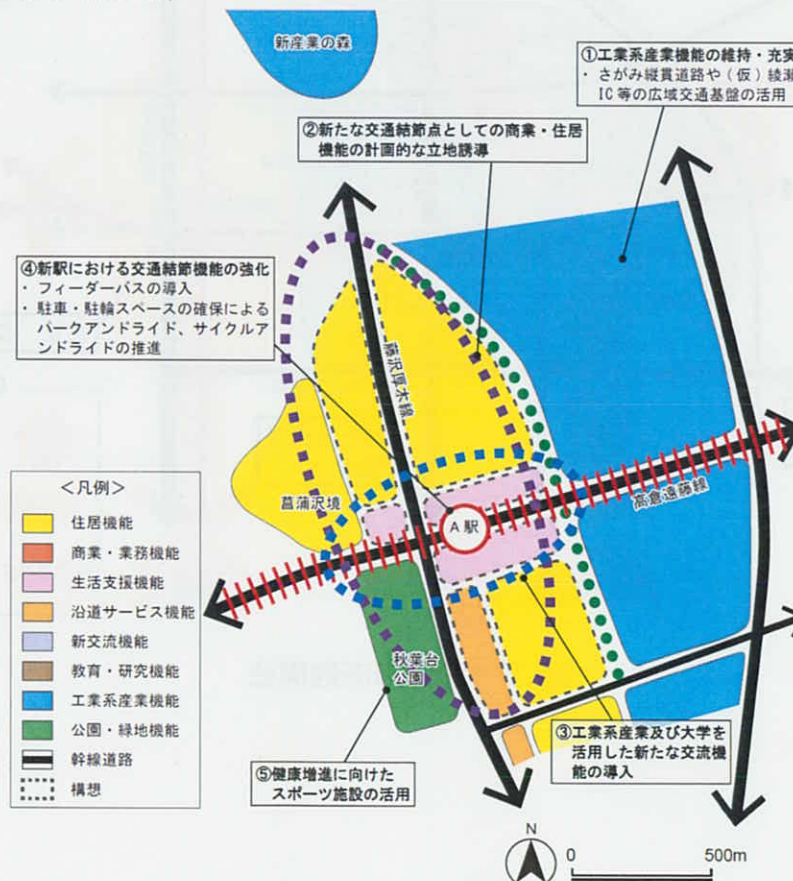 新産業の森
①工業系産業機能の維持・充実
・さがみ縦貫道路や(仮)綾瀬
IC等の広域交通基盤の活用
②新たな交通結節点としての商業・住居
機能の計画的な立地誘導
④新駅における交通結節機能の強化
・フィーダーバスの導入
・駐車・駐輪スペースの確保による
パークアンドライド、サイクルア
ンドライドの推進
藤沢厚木線
<凡例>
住居機能
商業・業務機能
生活支援機能
沿道サービス機能
新交流機能
教育・研究機能
工業系産業機能
公園・緑地機能
幹線道路
構想
菖蒲沢境
A駅
高倉遠藤線
秋葉台
公園
③工業系産業及び大学を
活用した新たな交流機
能の導入
⑤健康増進に向けた
スポーツ施設の活用
N
0 500m